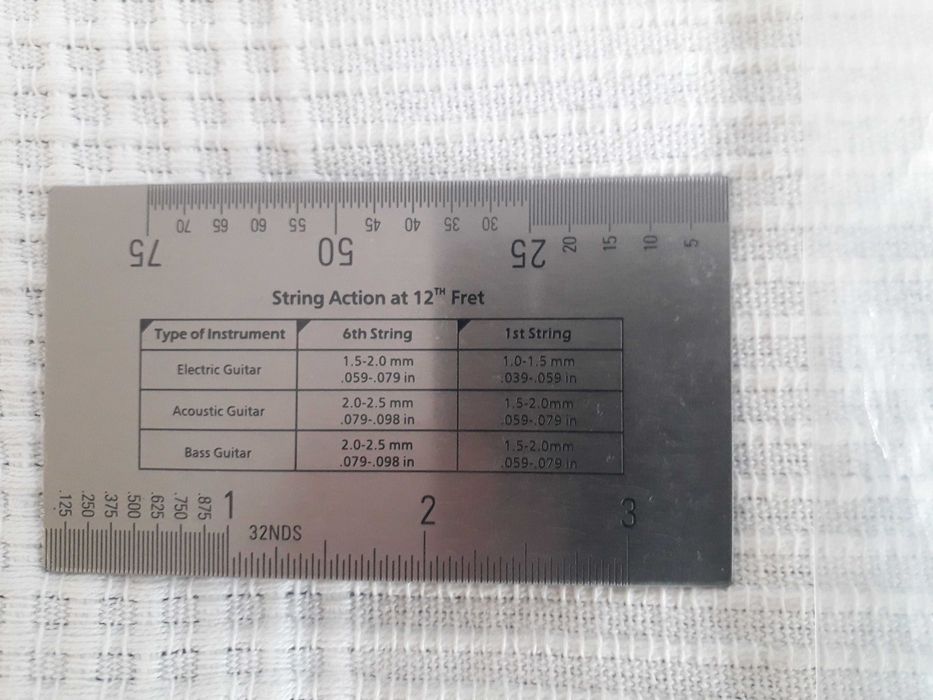 75 70 65 60 55 50 45 40 35 30 25 20 15 10 5
String Action at 12TH Fret
Type of Instrument 6th String 1st String
Electric Guitar 1.5-2.0 mm 1.0-1.5 mm
.059-.079 in .039-.059 in
Acoustic Guitar 2.0-2.5 mm 1.5-2.0mm
.079-.098 in .059-.079 in
Bass Guitar 2.0-2.5 mm 1.5-2.0mm
.079-.098 in .059-.079 in
.125 .250 .375 .500 .625 .750 .875 1 2 3
32NDS